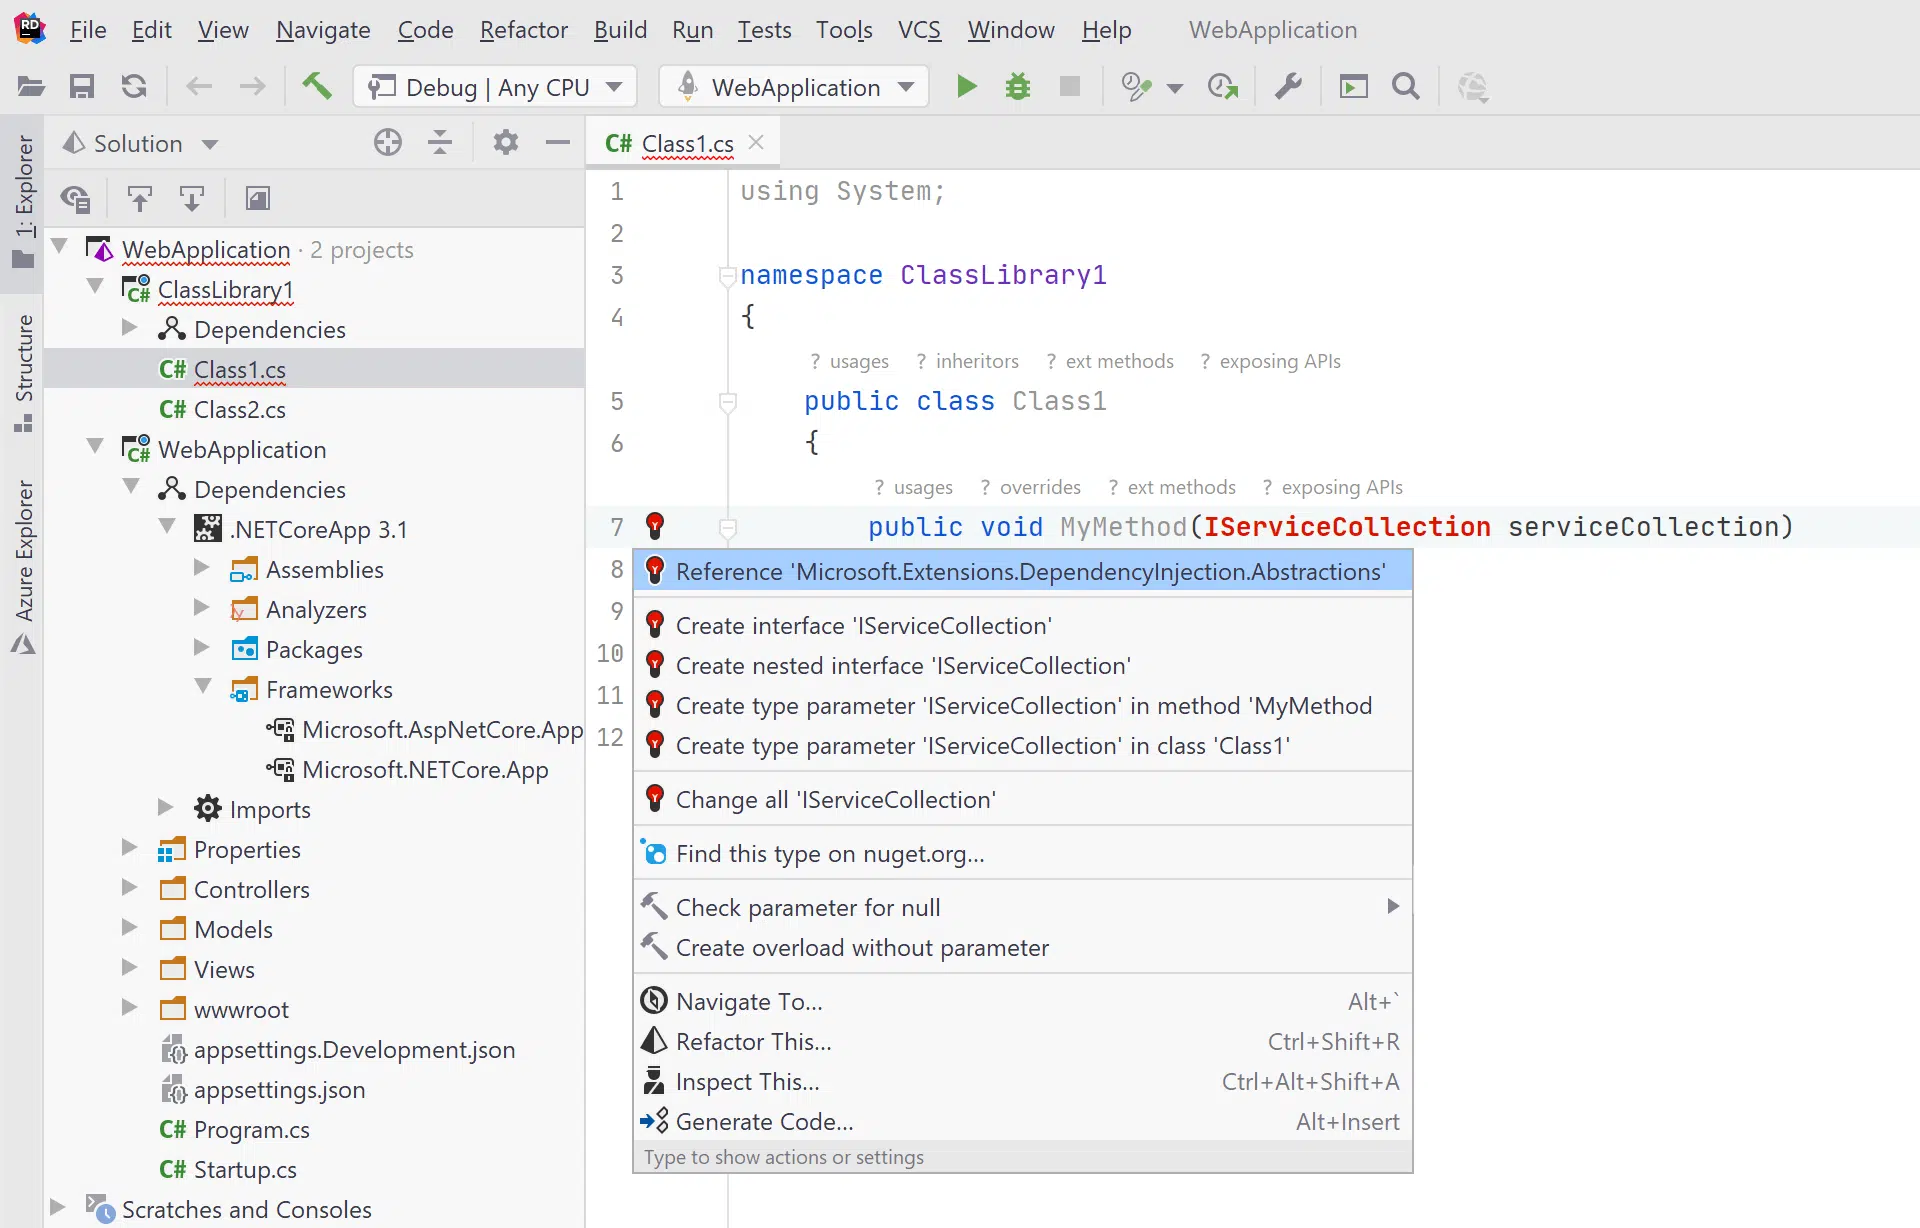 RD
File Edit View Navigate Code Refactor Build Run Tests Tools VCS Window Help WebApplication
Debug | Any CPU WebApplication
1: Explorer
Structure
Azure Explorer
Solution
WebApplication · 2 projects
C# ClassLibrary1
Dependencies
C# Class1.cs
C# Class2.cs
C# WebApplication
Dependencies
.NETCoreApp 3.1
Assemblies
Analyzers
Packages
Frameworks
Microsoft.AspNetCore.App
Microsoft.NETCore.App
Imports
Properties
Controllers
Models
Views
wwwroot
appsettings.Development.json
appsettings.json
C# Program.cs
C# Startup.cs
Scratches and Consoles
C# Class1.cs
1 using System;
2
3 namespace ClassLibrary1
4 {
? usages ? inheritors ? ext methods ? exposing APIs
5 public class Class1
6 {
? usages ? overrides ? ext methods ? exposing APIs
7 public void MyMethod(IServiceCollection serviceCollection)
8
9
10
11
12
Reference 'Microsoft.Extensions.DependencyInjection.Abstractions'
Create interface 'IServiceCollection'
Create nested interface 'IServiceCollection'
Create type parameter 'IServiceCollection' in method 'MyMethod
Create type parameter 'IServiceCollection' in class 'Class1'
Change all 'IServiceCollection'
Find this type on nuget.org...
Check parameter for null
Create overload without parameter
Navigate To... Alt+`
Refactor This... Ctrl+Shift+R
Inspect This... Ctrl+Alt+Shift+A
Generate Code... Alt+Insert
Type to show actions or settings